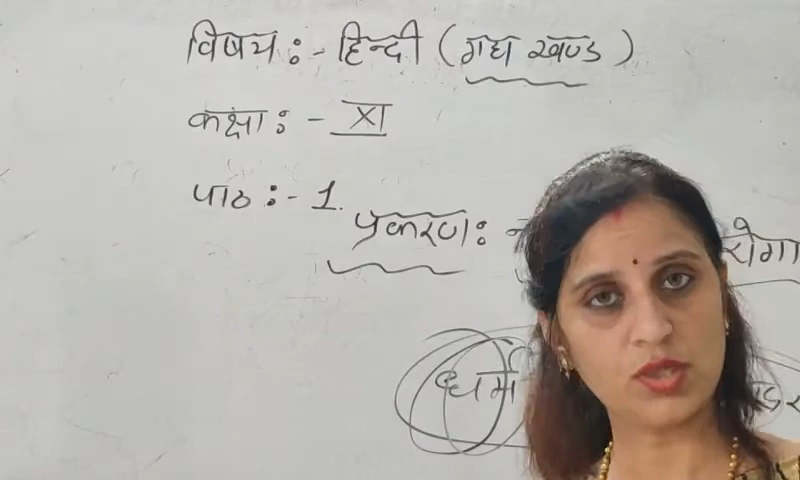 विषय :- हिन्दी (गद्य खण्ड)
कक्षा :- XI
पाठ :- 1.
प्रकरण :
धर्म